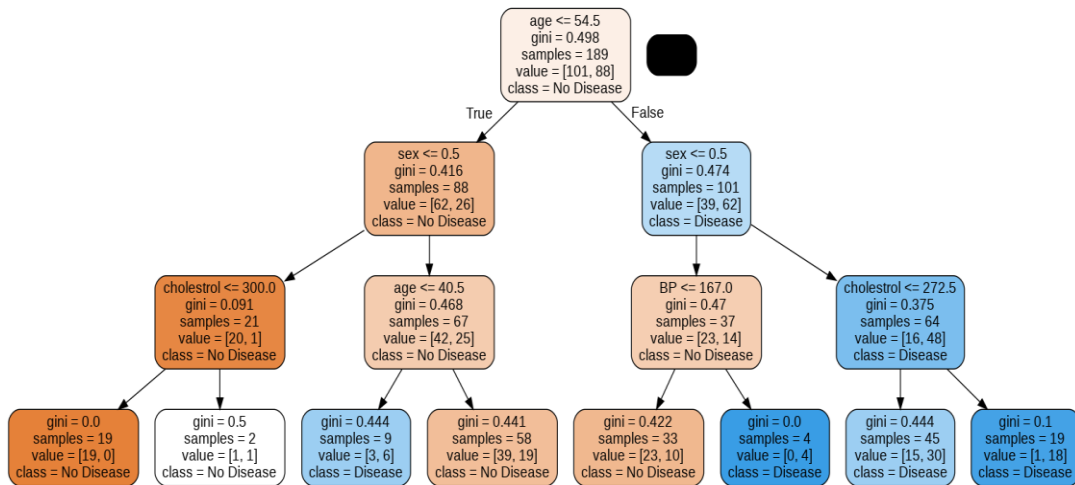 age <= 54.5
gini = 0.498
samples = 189
value = [101, 88]
class = No Disease
True
False
sex <= 0.5
gini = 0.416
samples = 88
value = [62, 26]
class = No Disease
sex <= 0.5
gini = 0.474
samples = 101
value = [39, 62]
class = Disease
cholestrol <= 300.0
gini = 0.091
samples = 21
value = [20, 1]
class = No Disease
age <= 40.5
gini = 0.468
samples = 67
value = [42, 25]
class = No Disease
BP <= 167.0
gini = 0.47
samples = 37
value = [23, 14]
class = No Disease
cholestrol <= 272.5
gini = 0.375
samples = 64
value = [16, 48]
class = Disease
gini = 0.0
samples = 19
value = [19, 0]
class = No Disease
gini = 0.5
samples = 2
value = [1, 1]
class = No Disease
gini = 0.444
samples = 9
value = [3, 6]
class = Disease
gini = 0.441
samples = 58
value = [39, 19]
class = No Disease
gini = 0.422
samples = 33
value = [23, 10]
class = No Disease
gini = 0.0
samples = 4
value = [0, 4]
class = Disease
gini = 0.444
samples = 45
value = [15, 30]
class = Disease
gini = 0.1
samples = 19
value = [1, 18]
class = Disease